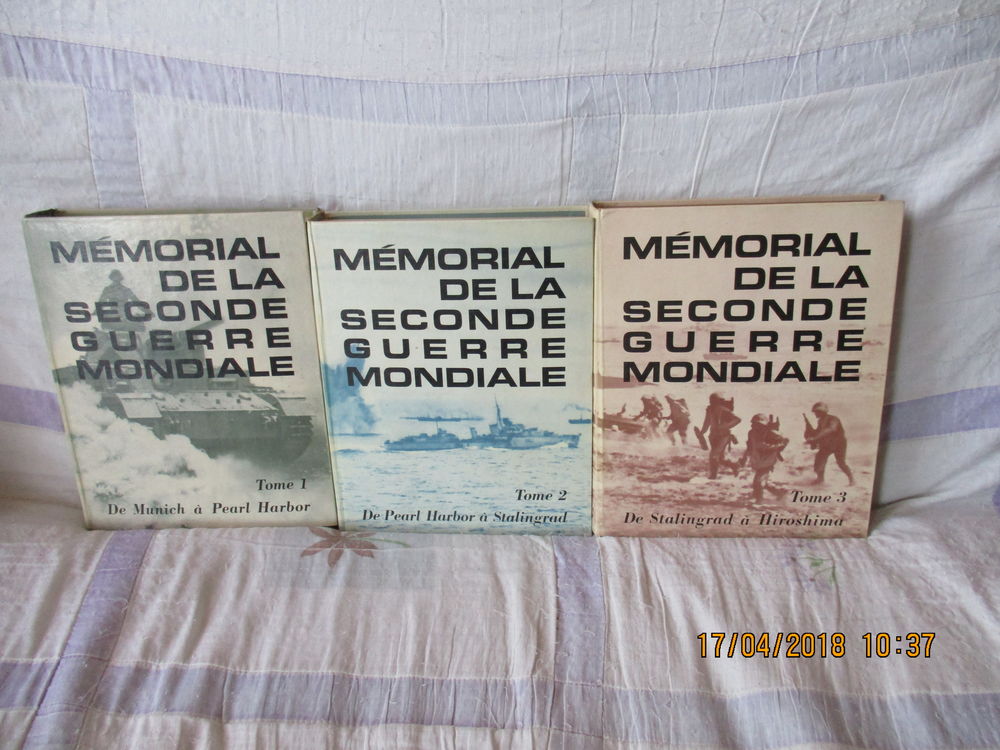 MÉMORIAL
DE LA
SECONDE
GUERRE
MONDIALE
Tome 1
De Munich à Pearl Harbor
MÉMORIAL
DE LA
SECONDE
GUERRE
MONDIALE
Tome 2
De Pearl Harbor à Stalingrad
MÉMORIAL
DE LA
SECONDE
GUERRE
MONDIALE
Tome 3
De Stalingrad à Hiroshima
17/04/2018 10:37